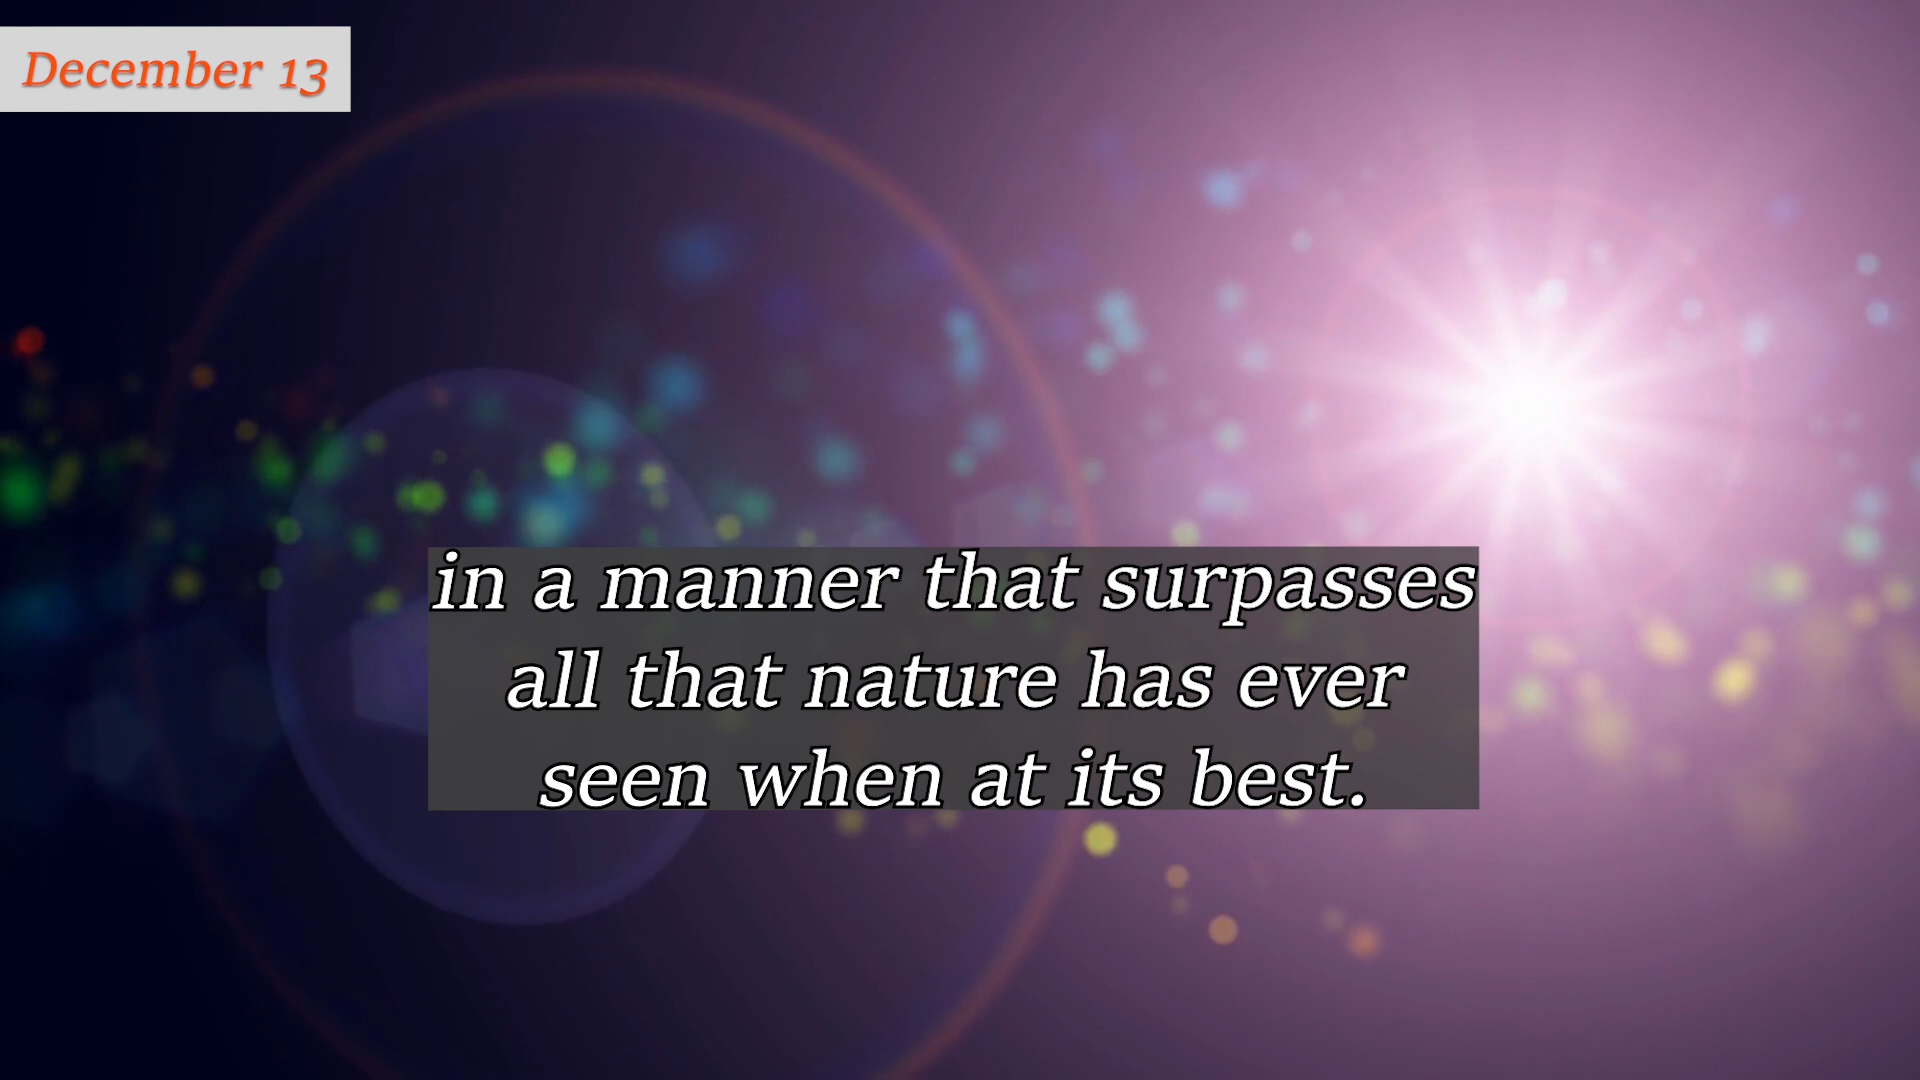 December 13
in a manner that surpasses
all that nature has ever
seen when at its best.